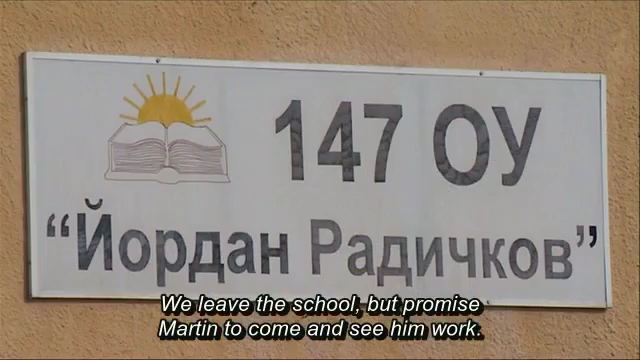 147 ОУ
“Йордан Радичков”
We leave the school, but promise
Martin to come and see him work.